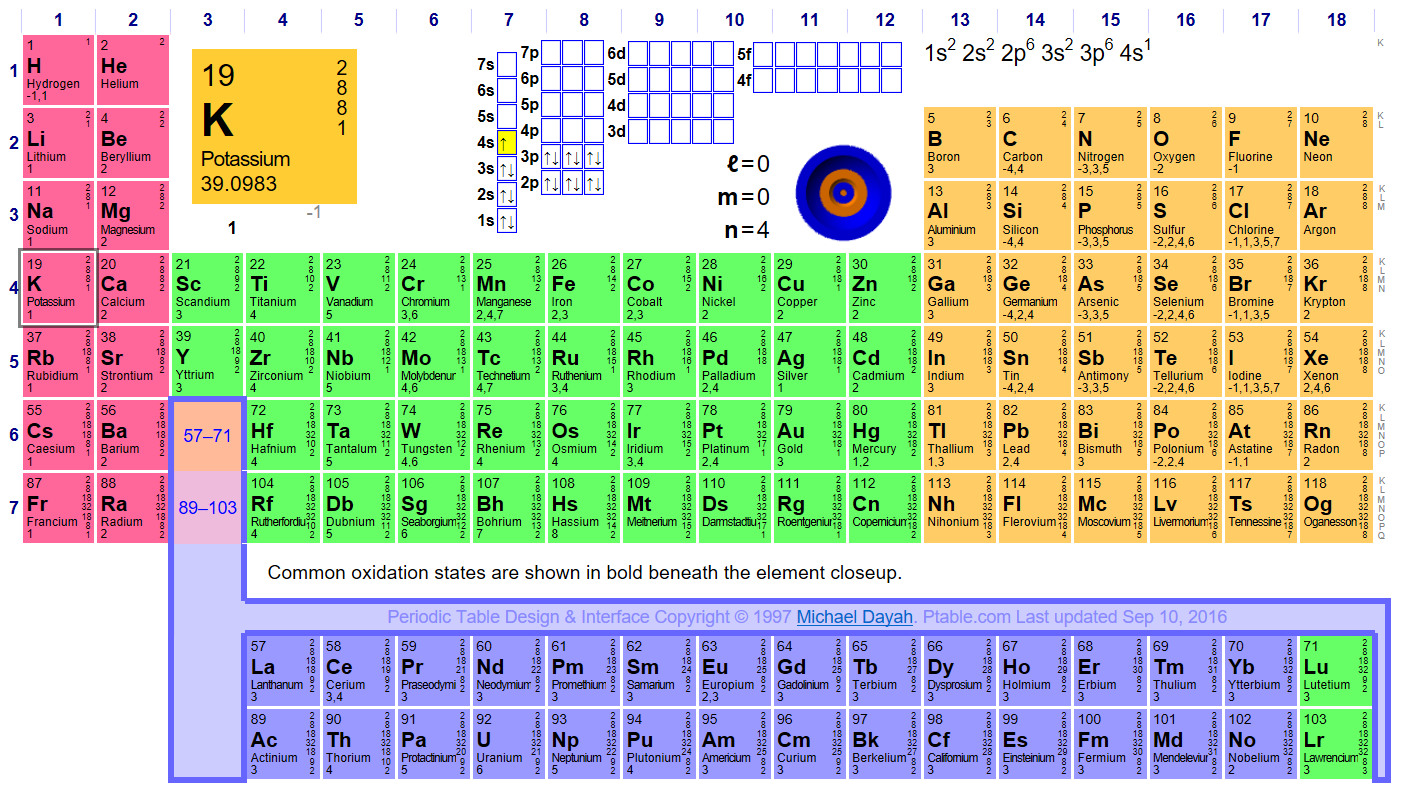 1 2 3 4 5 6 7 8 9 10 11 12 13 14 15 16 17 18
19
K
Potassium
39.0983
2
8
8
1
-1
1
7s 7p 6d 5f
6s 6p 5d 4f
5s 5p 4d
4s ↑ 4p 3d
3s ↑↓ 3p ↑↓ ↑↓ ↑↓
2s ↑↓ 2p ↑↓ ↑↓ ↑↓
1s ↑↓
ℓ=0
m=0
n=4
1s² 2s² 2p⁶ 3s² 3p⁶ 4s¹
1
1 2
H He
Hydrogen Helium
-1,1
K
2
3 4 5 6 7 8 9 10
Li Be B C N O F Ne
Lithium Beryllium Boron Carbon Nitrogen Oxygen Fluorine Neon
1 2 3 -4,4 -3,3,5 -2 -1
K L
3
11 12 13 14 15 16 17 18
Na Mg Al Si P S Cl Ar
Sodium Magnesium Aluminium Silicon Phosphorus Sulfur Chlorine Argon
1 2 3 -4,4 -3,3,5 -2,2,4,6 -1,1,3,5,7
K L M
4
19 20 21 22 23 24 25 26 27 28 29 30 31 32 33 34 35 36
K Ca Sc Ti V Cr Mn Fe Co Ni Cu Zn Ga Ge As Se Br Kr
Potassium Calcium Scandium Titanium Vanadium Chromium Manganese Iron Cobalt Nickel Copper Zinc Gallium Germanium Arsenic Selenium Bromine Krypton
1 2 3 4 5 3,6 2,4,7 2,3 2,3 2 2 2 3 -4,2,4 -3,3,5 -2,2,4,6 -1,1,3,5 2
K L M N
5
37 38 39 40 41 42 43 44 45 46 47 48 49 50 51 52 53 54
Rb Sr Y Zr Nb Mo Tc Ru Rh Pd Ag Cd In Sn Sb Te I Xe
Rubidium Strontium Yttrium Zirconium Niobium Molybdenur Technetium Ruthenium Rhodium Palladium Silver Cadmium Indium Tin Antimony Tellurium Iodine Xenon
1 2 3 4 5 4,6 4,7 3,4 3 2,4 1 2 3 -4,2,4 -3,3,5 -2,2,4,6 -1,1,3,5,7 2,4,6
K L M N O
6
55 56 57–71 72 73 74 75 76 77 78 79 80 81 82 83 84 85 86
Cs Ba Hf Ta W Re Os Ir Pt Au Hg Tl Pb Bi Po At Rn
Caesium Barium Hafnium Tantalum Tungsten Rhenium Osmium Iridium Platinum Gold Mercury Thallium Lead Bismuth Polonium Astatine Radon
1 2 4 5 4,6 4 4 3,4 2,4 3 1,2 1,3 2,4 3 -2,2,4 -1,1 2
K L M N O P
7
87 88 89–103 104 105 106 107 108 109 110 111 112 113 114 115 116 117 118
Fr Ra Rf Db Sg Bh Hs Mt Ds Rg Cn Nh Fl Mc Lv Ts Og
Francium Radium Rutherfordiu Dubnium Seaborgium Bohrium Hassium Meitnerium Darmstadtiu Roentgeniur Copernicium Nihonium Flerovium Moscovium Livermorium Tennessine Oganesson
1 2 4 5 6 7 8 2
K L M N O P Q
Common oxidation states are shown in bold beneath the element closeup.
Periodic Table Design & Interface Copyright © 1997 Michael Dayah. Ptable.com Last updated Sep 10, 2016
57 58 59 60 61 62 63 64 65 66 67 68 69 70 71
La Ce Pr Nd Pm Sm Eu Gd Tb Dy Ho Er Tm Yb Lu
Lanthanum Cerium Praseodymi Neodymium Promethium Samarium Europium Gadolinium Terbium Dysprosium Holmium Erbium Thulium Ytterbium Lutetium
3 3,4 3 3 3 3 2,3 3 3 3 3 3 3 3 3
89 90 91 92 93 94 95 96 97 98 99 100 101 102 103
Ac Th Pa U Np Pu Am Cm Bk Cf Es Fm Md No Lr
Actinium Thorium Protactinium Uranium Neptunium Plutonium Americium Curium Berkelium Californium Einsteinium Fermium Mendeleviur Nobelium Lawrencium
3 4 5 6 5 4 3 3 3 3 3 3 3 2 3